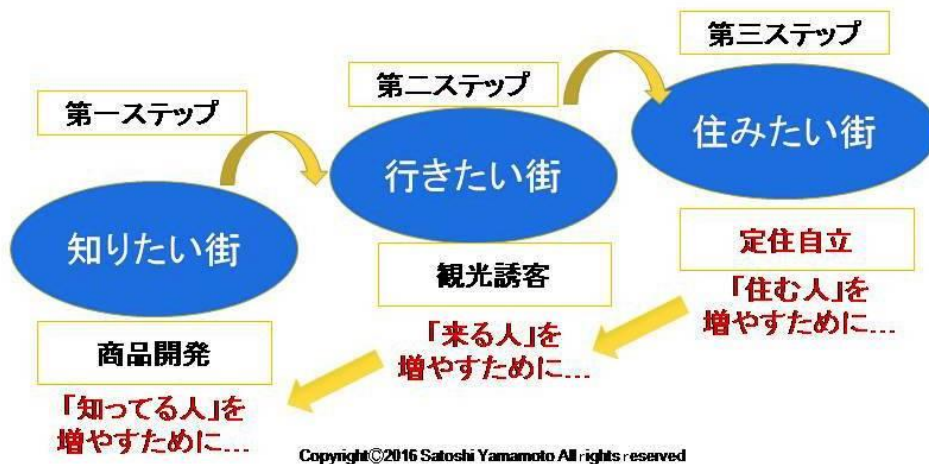 第一ステップ
知りたい街
商品開発
「知ってる人」を
増やすために…
第二ステップ
行きたい街
観光誘客
「来る人」を
増やすために…
第三ステップ
住みたい街
定住自立
「住む人」を
増やすために…
Copyright©2016 Satoshi Yamamoto All rights reserved